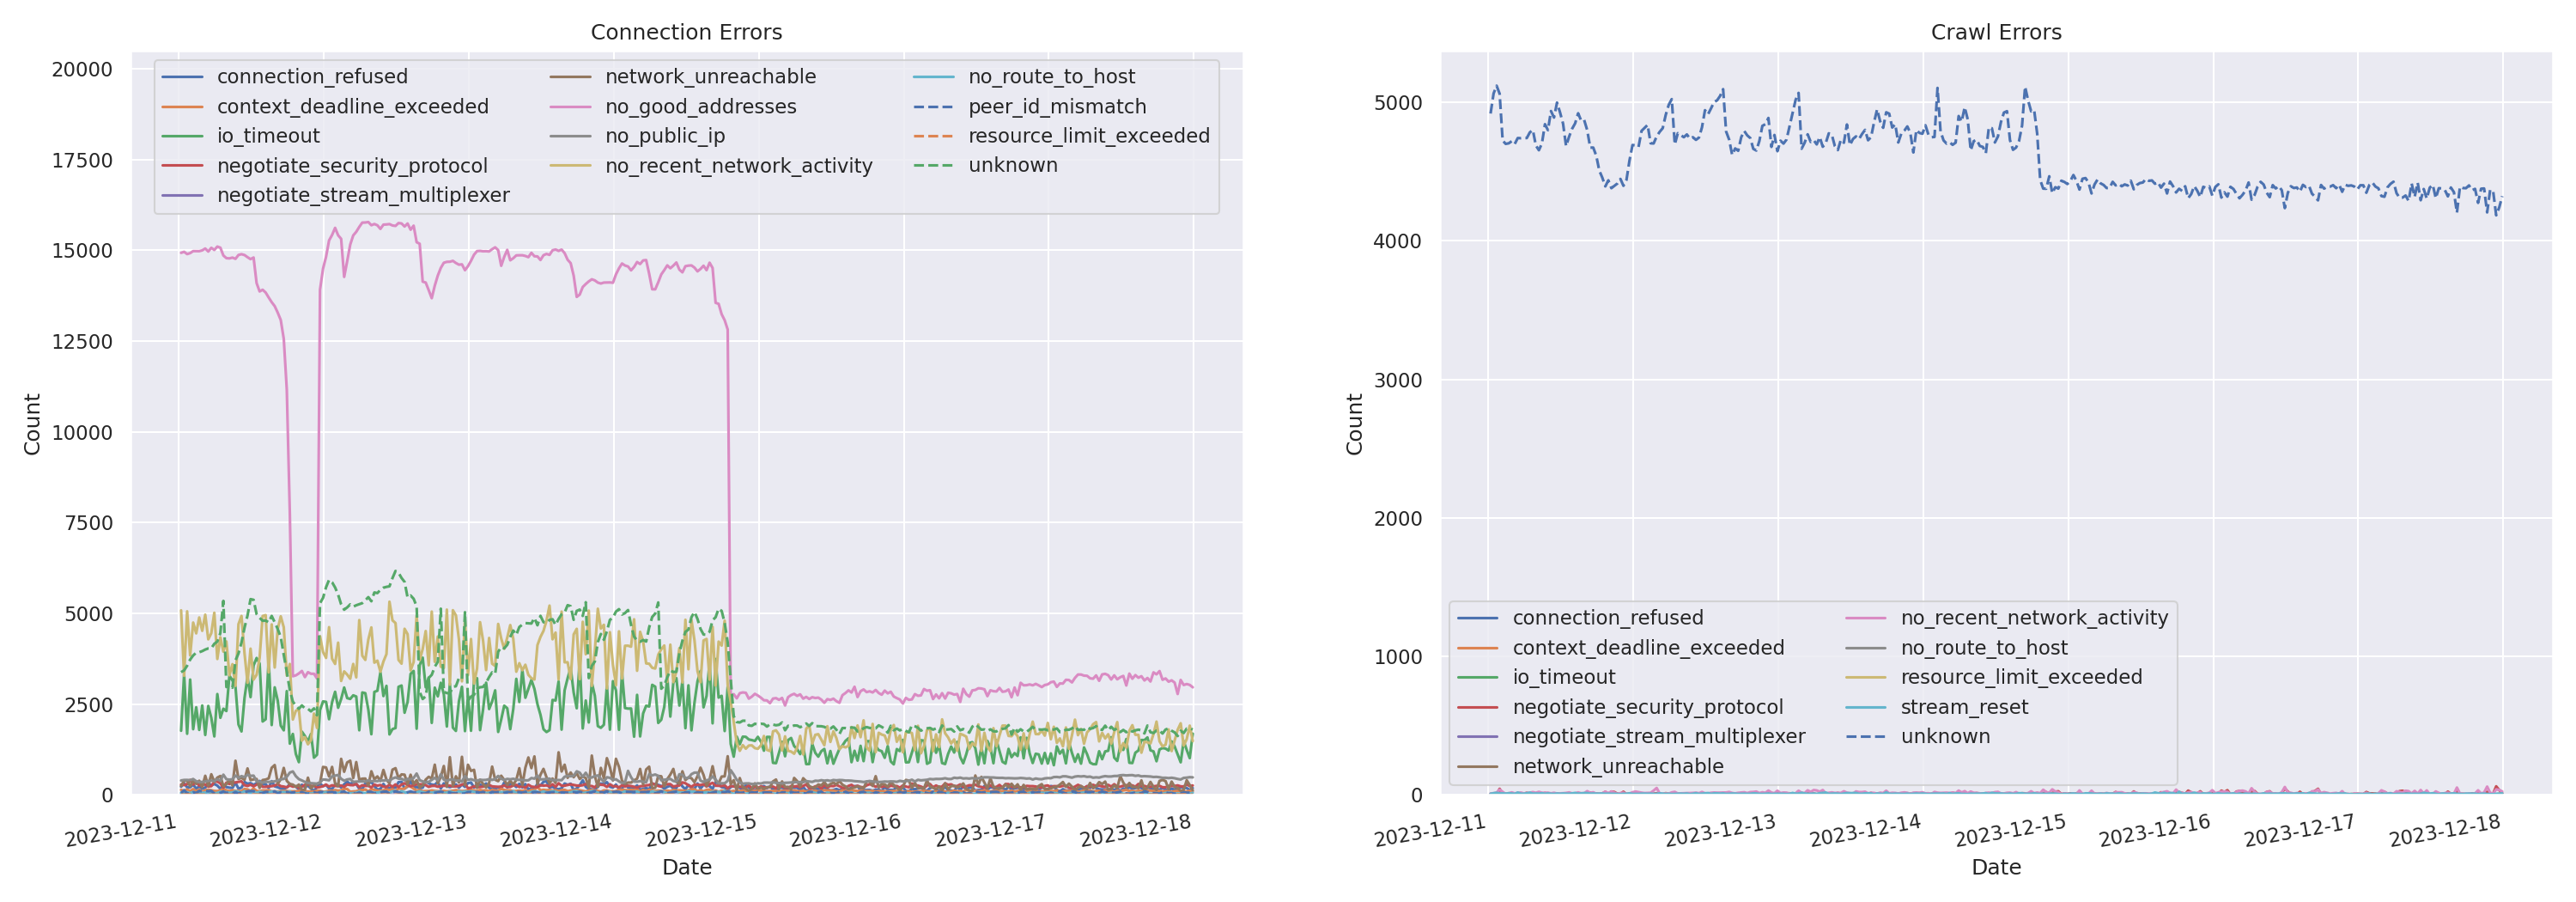 Connection Errors
20000
17500
15000
12500
10000
7500
5000
2500
0
Count
connection_refused
context_deadline_exceeded
io_timeout
negotiate_security_protocol
negotiate_stream_multiplexer
network_unreachable
no_good_addresses
no_public_ip
no_recent_network_activity
no_route_to_host
peer_id_mismatch
resource_limit_exceeded
unknown
2023-12-11
2023-12-12
2023-12-13
2023-12-14
2023-12-15
2023-12-16
2023-12-17
2023-12-18
Date
Crawl Errors
5000
4000
3000
2000
1000
0
Count
connection_refused
context_deadline_exceeded
io_timeout
negotiate_security_protocol
negotiate_stream_multiplexer
network_unreachable
no_recent_network_activity
no_route_to_host
resource_limit_exceeded
stream_reset
unknown
2023-12-11
2023-12-12
2023-12-13
2023-12-14
2023-12-15
2023-12-16
2023-12-17
2023-12-18
Date